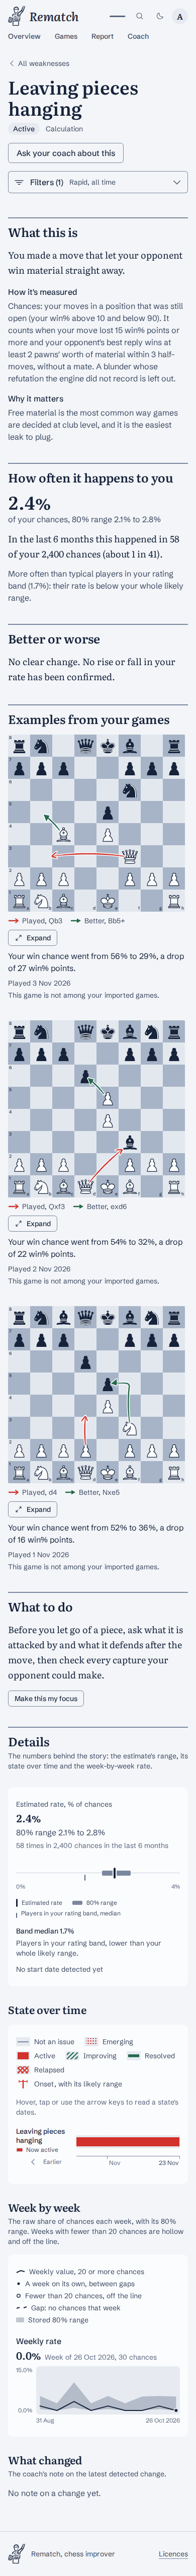 Rematch
A
Overview Games Report Coach
All weaknesses
Leaving pieces
hanging
Active Calculation
Ask your coach about this
Filters (1) Rapid, all time
What this is
You made a move that let your opponent
win material straight away.
How it's measured
Chances: your moves in a position that was still
open (your win% above 10 and below 90). It
counts when your move lost 15 win% points or
more and your opponent's best reply wins at
least 2 pawns' worth of material within 3 half-
moves, without a mate. A blunder whose
refutation the engine did not record is left out.
Why it matters
Free material is the most common way games
are decided at club level, and it is the easiest
to plug.
How often it happens to you
2.4%
of your chances, 80% range 2.1% to 2.8%
In the last 6 months this happened in 58
of your 2,400 chances (about 1 in 41).
More often than typical players in your rating
band (1.7%): their rate is below your whole likely
range.
Better or worse
No clear change. No rise or fall in your
rate has been confirmed.
Examples from your games
Played, Qb3 Better, Bb5+
Expand
Your win chance went from 56% to 29%, a drop
of 27 win% points.
Played 3 Nov 2026
This game is not among your imported games.
Played, Qxf3 Better, exd6
Expand
Your win chance went from 54% to 32%, a drop
of 22 win% points.
Played 2 Nov 2026
This game is not among your imported games.
Played, d4 Better, Nxe5
Expand
Your win chance went from 52% to 36%, a drop
of 16 win% points.
Played 1 Nov 2026
This game is not among your imported games.
What to do
Before you let go of a piece, ask what it is
attacked by and what it defends after the
move, then check every capture your
opponent could make.
Make this my focus
Details
The numbers behind the story: the estimate's range, its
state over time and the week-by-week rate.
Estimated rate, % of chances
2.4%
80% range 2.1% to 2.8%
58 times in 2,400 chances in the last 6 months
0% 4%
Estimated rate 80% range
Players in your rating band, median
Band median 1.7%
Players in your rating band, lower than your
whole likely range.
No start date detected yet
State over time
Not an issue Emerging
Active Improving Resolved
Relapsed
Onset, with its likely range
Hover, tap or use the arrow keys to read a state's
dates.
Leaving pieces
hanging
Now active
Earlier
Nov 23 Nov
Week by week
The raw share of chances each week, with its 80%
range. Weeks with fewer than 20 chances are hollow
and off the line.
Weekly value, 20 or more chances
A week on its own, between gaps
Fewer than 20 chances, off the line
Gap: no chances that week
Stored 80% range
Weekly rate
0.0% Week of 26 Oct 2026, 30 chances
15.0%
0.0%
31 Aug 26 Oct 2026
What changed
The coach's note on the latest detected change.
No note on a change yet.
Rematch, chess improver Licences